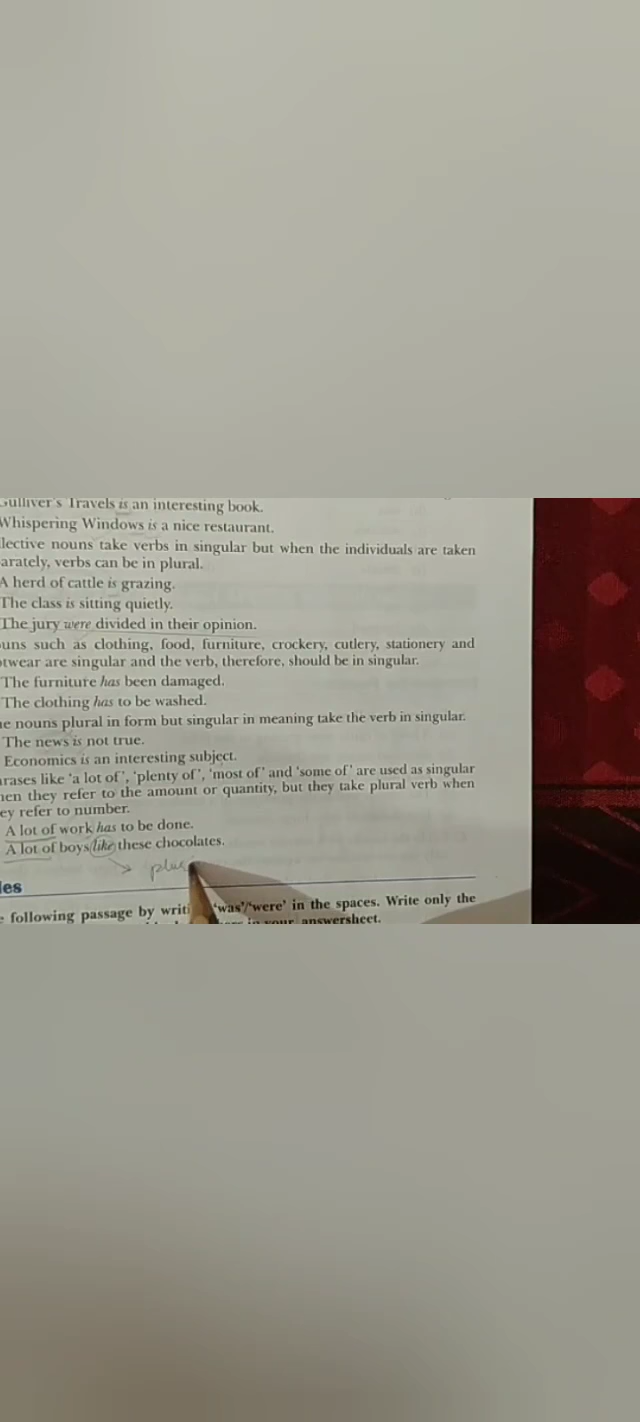 Gulliver's Travels is an interesting book.
Whispering Windows is a nice restaurant.
llective nouns take verbs in singular but when the individuals are taken
arately, verbs can be in plural.
A herd of cattle is grazing.
The class is sitting quietly.
The jury were divided in their opinion.
ouns such as clothing, food, furniture, crockery, cutlery, stationery and
otwear are singular and the verb, therefore, should be in singular.
The furniture has been damaged.
The clothing has to be washed.
ne nouns plural in form but singular in meaning take the verb in singular.
The news is not true.
Economics is an interesting subject.
rases like 'a lot of', 'plenty of', 'most of' and 'some of' are used as singular
hen they refer to the amount or quantity, but they take plural verb when
ey refer to number.
A lot of work has to be done.
A lot of boys like these chocolates.
les
e following passage by writi 'was'/'were' in the spaces. Write only the
in your answersheet.